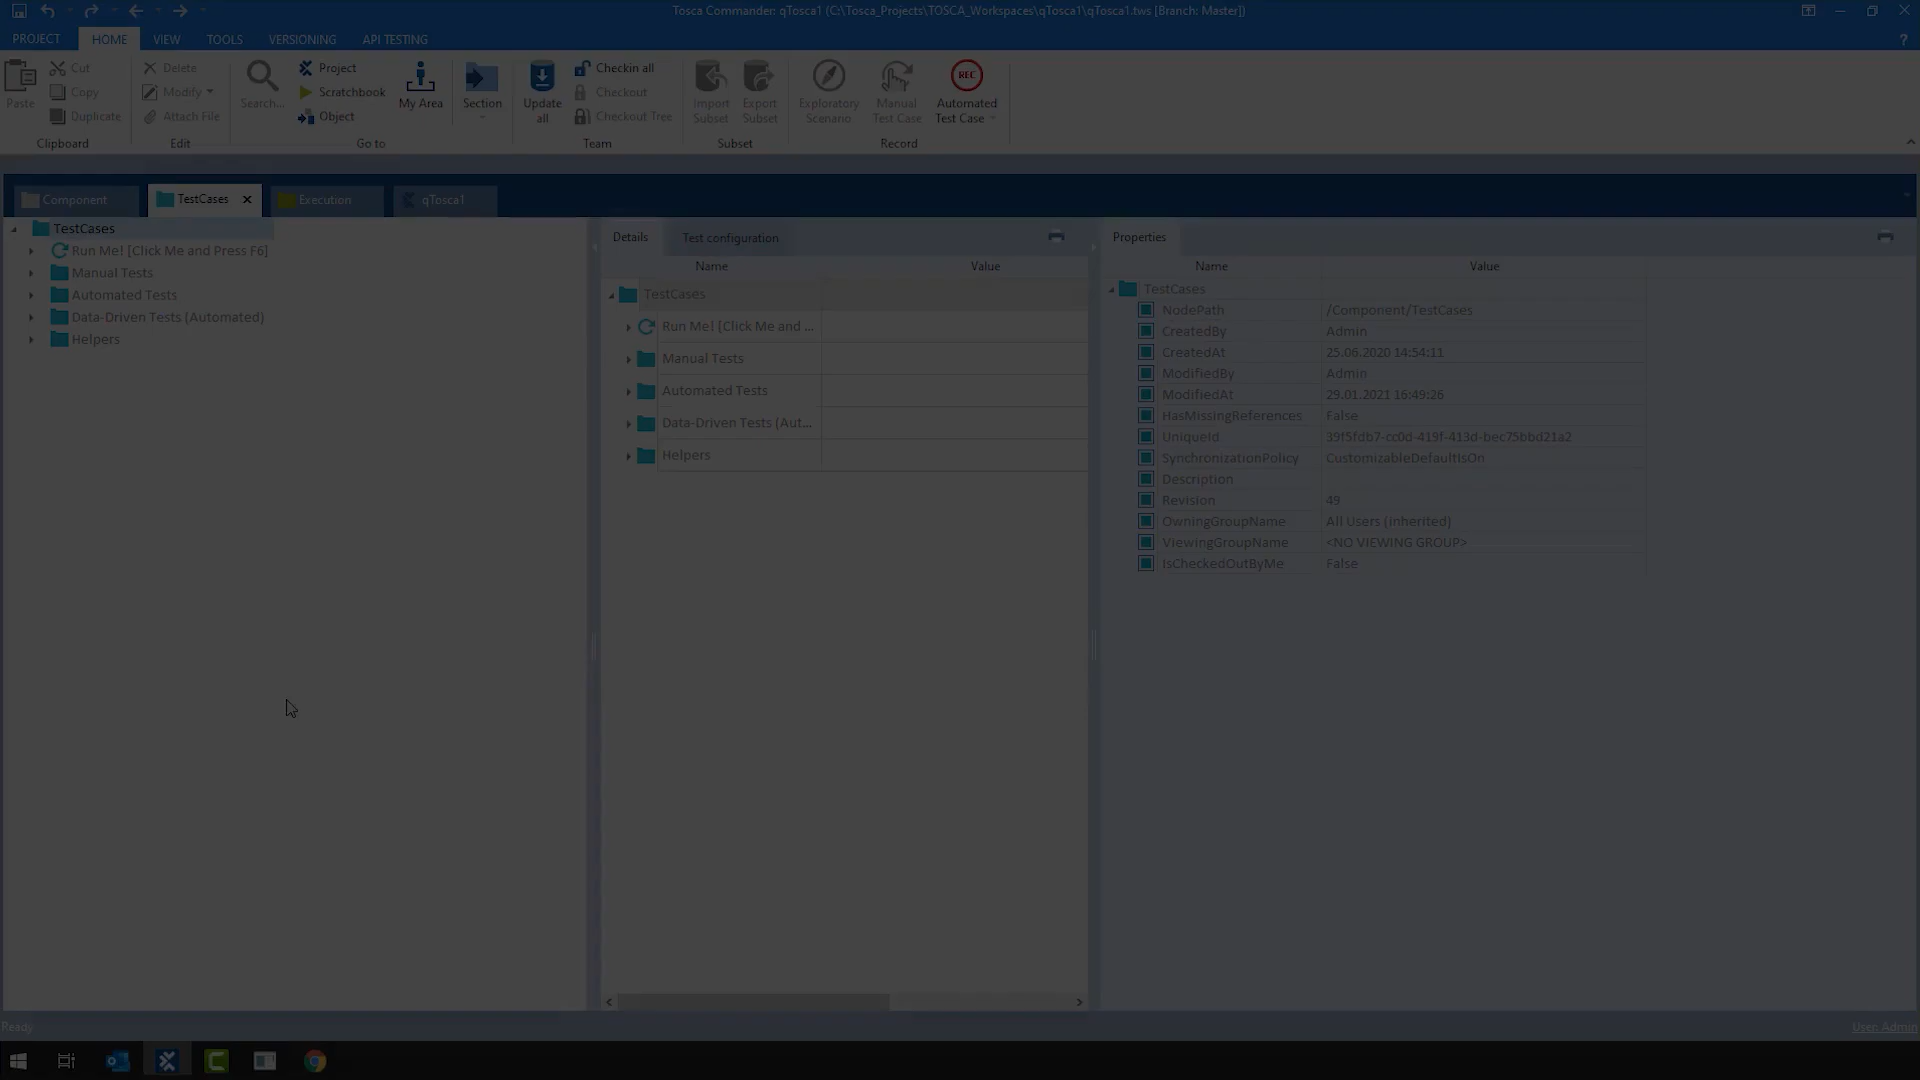 Tosca Commander: qTosca1 (C:\Tosca_Projects\TOSCA_Workspaces\qTosca1\qTosca1.tws [Branch: Master])
PROJECT HOME VIEW TOOLS VERSIONING API TESTING ?
Paste
Cut
Copy
Duplicate
Clipboard
Delete
Modify
Attach File
Edit
Search...
Project
Scratchbook
Object
My Area
Section
Go to
Update all
Checkin all
Checkout
Checkout Tree
Team
Import Subset
Export Subset
Subset
Exploratory Scenario
Manual Test Case
REC
Automated Test Case
Record
Component TestCases Execution qTosca1
TestCases
Run Me! [Click Me and Press F6]
Manual Tests
Automated Tests
Data-Driven Tests (Automated)
Helpers
Details Test configuration
Name Value
TestCases
Run Me! [Click Me and ...
Manual Tests
Automated Tests
Data-Driven Tests (Aut...
Helpers
Properties
Name Value
TestCases
NodePath /Component/TestCases
CreatedBy Admin
CreatedAt 25.06.2020 14:54:11
ModifiedBy Admin
ModifiedAt 29.01.2021 16:49:26
HasMissingReferences False
UniqueId 39f5fdb7-cc0d-419f-413d-bec75bbd21a2
SynchronizationPolicy CustomizableDefaultIsOn
Description
Revision 49
OwningGroupName All Users (inherited)
ViewingGroupName <NO VIEWING GROUP>
IsCheckedOutByMe False
Ready
User: Admin